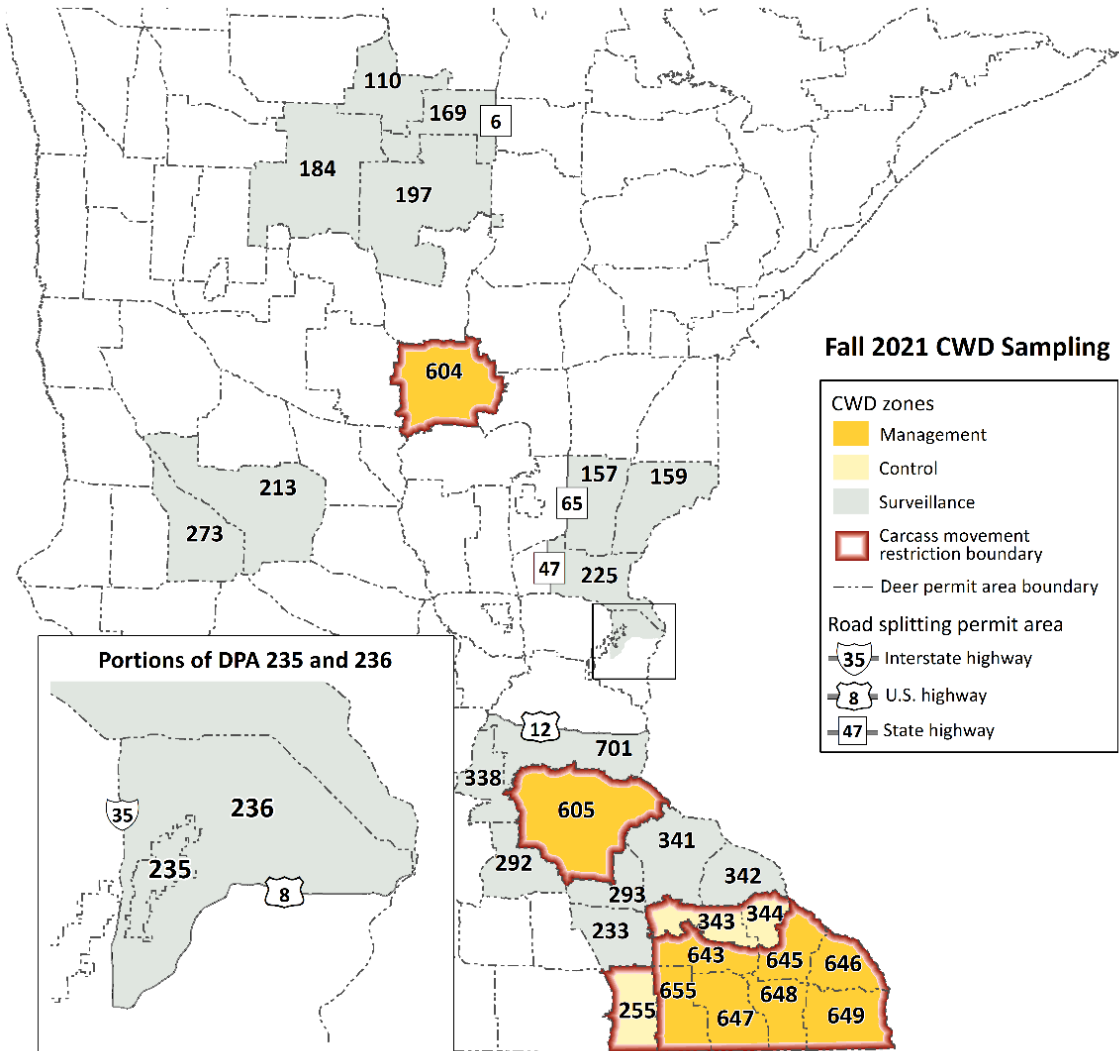 110
169
6
184
197
604
Fall 2021 CWD Sampling
CWD zones
Management
Control
Surveillance
Carcass movement
restriction boundary
Deer permit area boundary
Road splitting permit area
35 Interstate highway
8 U.S. highway
47 State highway
213
273
157
159
65
47
225
Portions of DPA 235 and 236
236
35
235
8
12
701
338
605
292
341
342
293
233
343
344
643
645
646
255
655
647
648
649